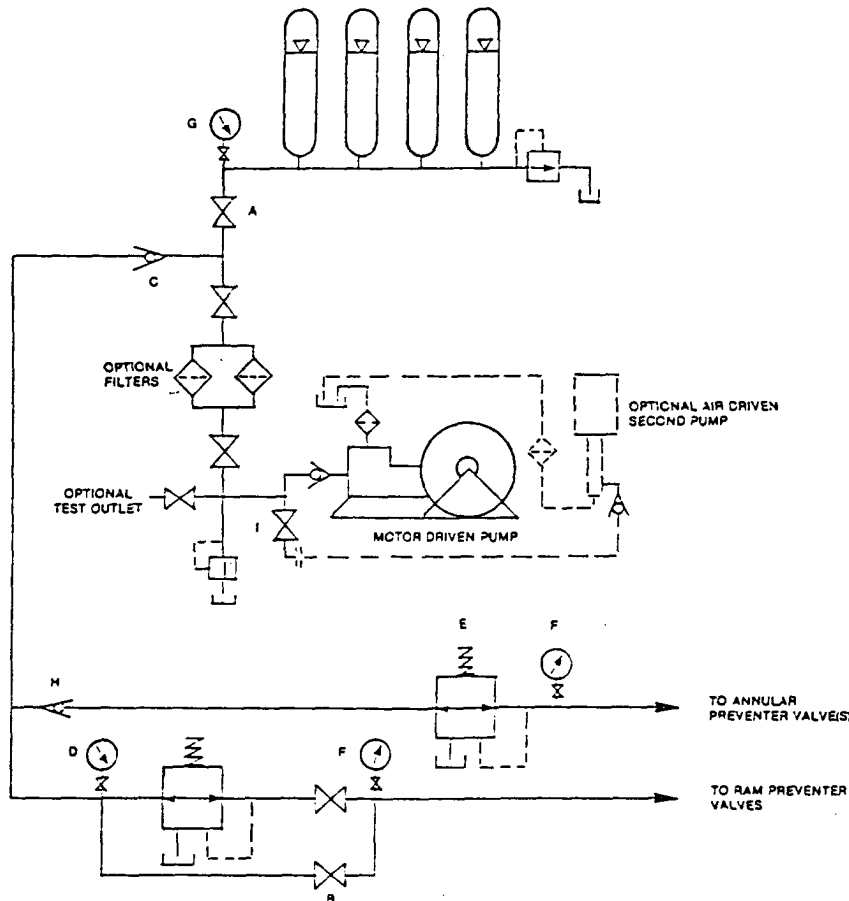 G
A
C
OPTIONAL
FILTERS
OPTIONAL AIR DRIVEN
SECOND PUMP
OPTIONAL
TEST OUTLET
I
MOTOR DRIVEN PUMP
E
F
H
TO ANNULAR
PREVENTER VALVE(S)
D
F
TO RAM PREVENTER
VALVES
B